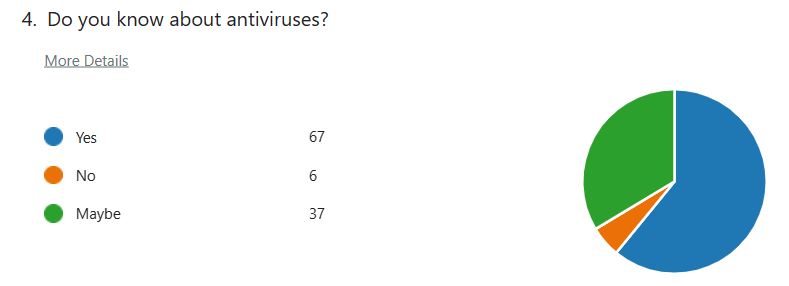 4. Do you know about antiviruses?
More Details
Yes 67
No 6
Maybe 37